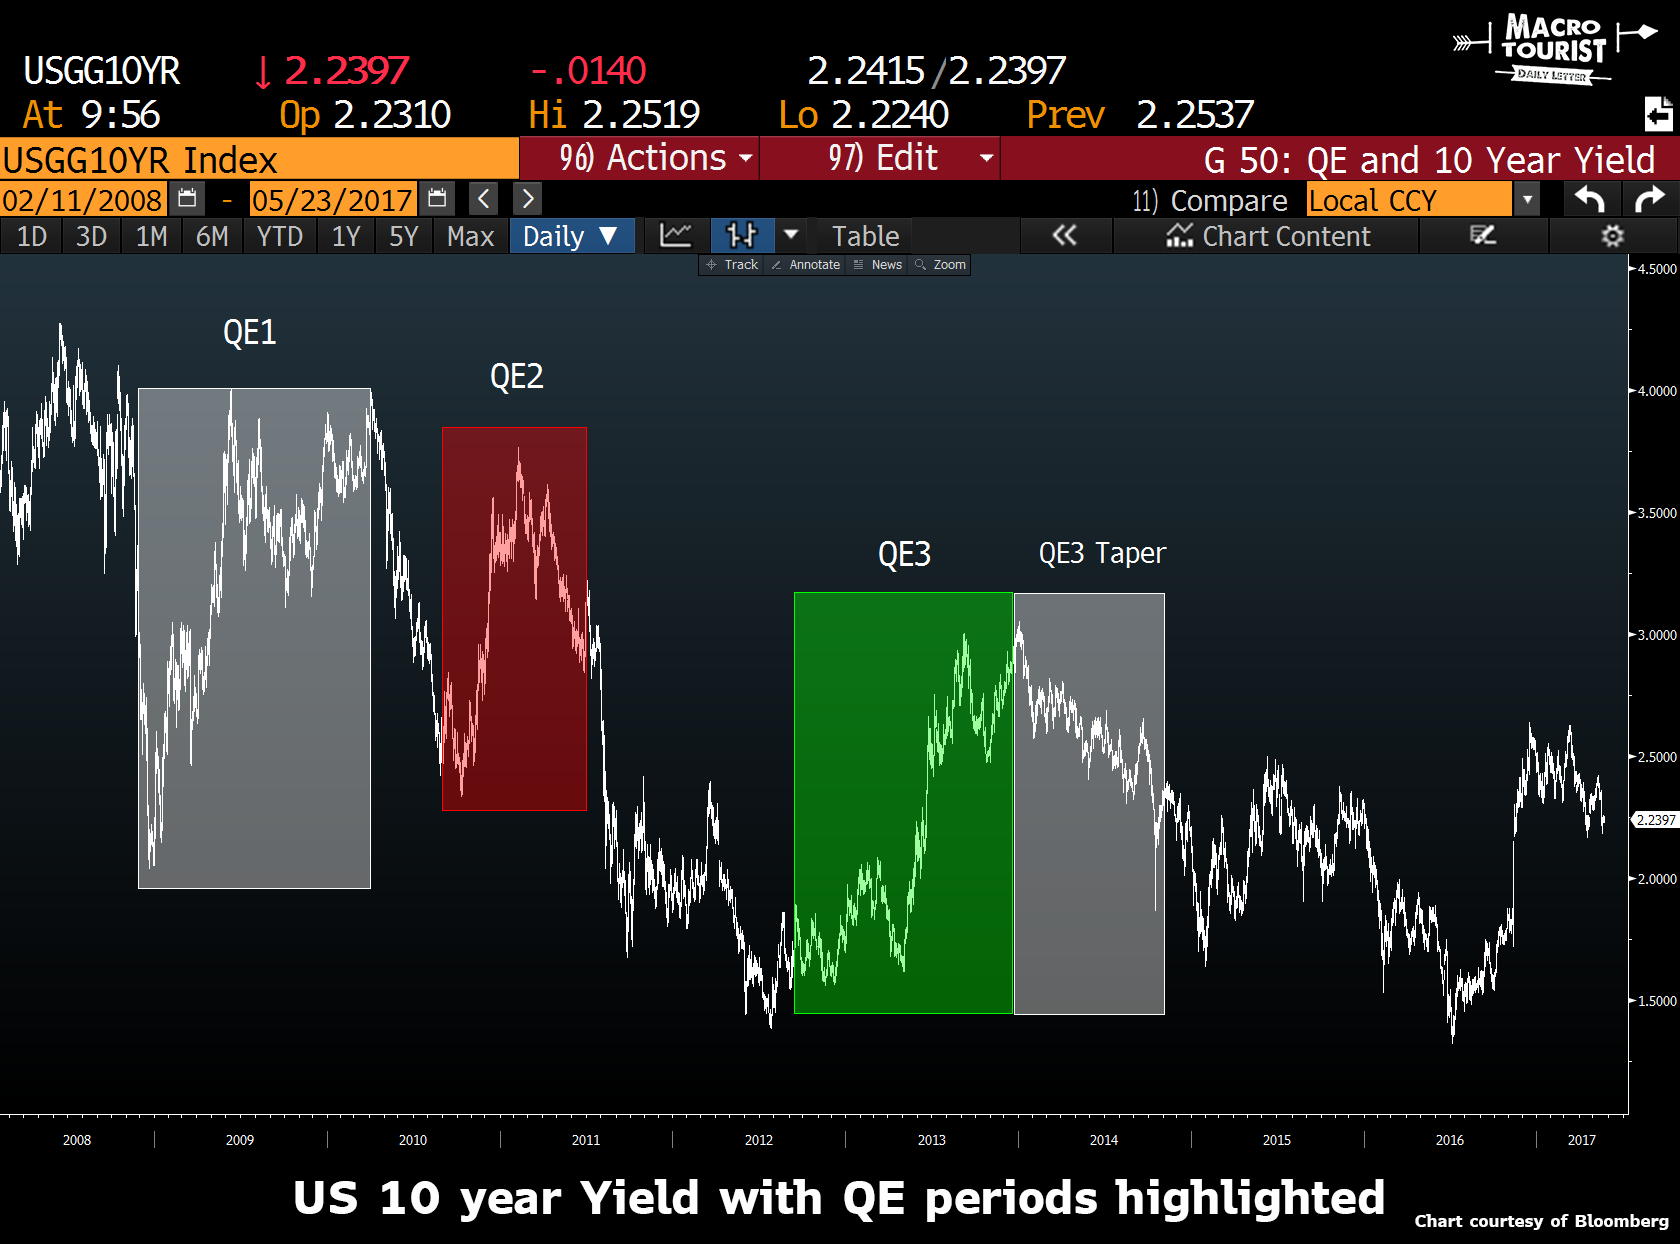 MACRO
TOURIST
DAILY LETTER
USGG10YR ↓ 2.2397 -.0140 2.2415/2.2397
At 9:56 Op 2.2310 Hi 2.2519 Lo 2.2240 Prev 2.2537
USGG10YR Index 96) Actions 97) Edit G 50: QE and 10 Year Yield
02/11/2008 - 05/23/2017 < > 11) Compare Local CCY
1D 3D 1M 6M YTD 1Y 5Y Max Daily ▼ Table « Chart Content
Track Annotate News Zoom
4.5000
QE1
QE2
4.0000
3.5000
QE3
QE3 Taper
3.0000
2.5000
2.2397
2.0000
1.5000
2008 2009 2010 2011 2012 2013 2014 2015 2016 2017
US 10 year Yield with QE periods highlighted
Chart courtesy of Bloomberg